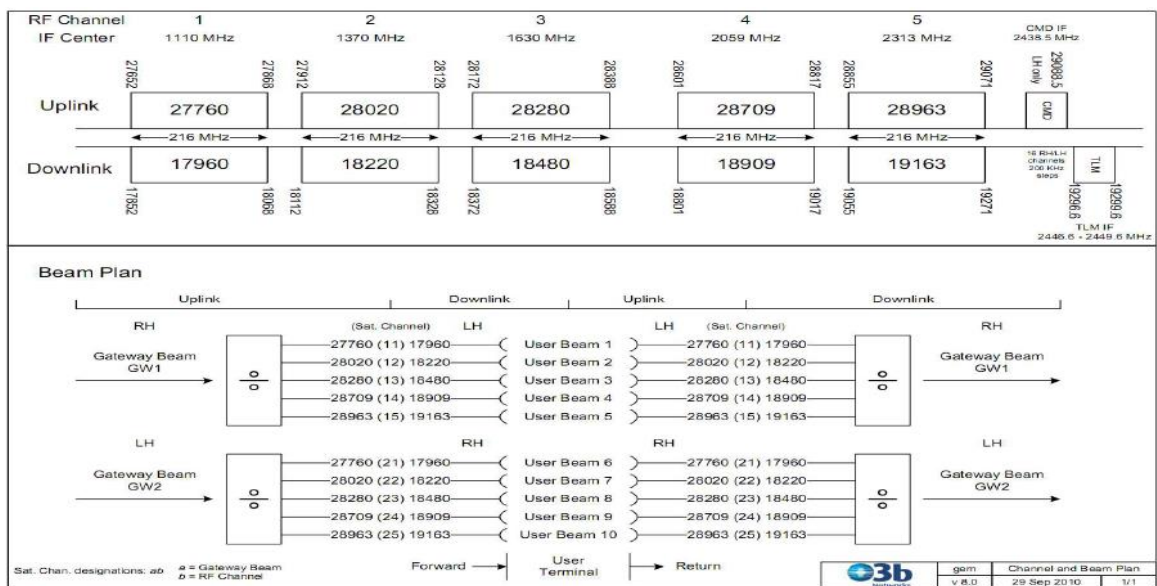 RF Channel 1 2 3 4 5
IF Center 1110 MHz 1370 MHz 1630 MHz 2059 MHz 2313 MHz
CMD IF
2438.5 MHz
27652 27868 27912 28128 28172 28388 28601 28817 28855 29071 LH only 29088.5
Uplink 27760 28020 28280 28709 28963 CMD
216 MHz 216 MHz 216 MHz 216 MHz 216 MHz
Downlink 17960 18220 18480 18909 19163
16 RH/LH
channels
200 KHz
steps
TLM
17852 18068 18112 18328 18372 18588 18801 19017 19055 19271 19296.6 19299.6
TLM IF
2446.6 - 2449.6 MHz
Beam Plan
Uplink Downlink Uplink Downlink
RH (Sat. Channel) LH LH (Sat. Channel) RH
Gateway Beam
GW1
27760 (11) 17960 User Beam 1 27760 (11) 17960
28020 (12) 18220 User Beam 2 28020 (12) 18220
28280 (13) 18480 User Beam 3 28280 (13) 18480
28709 (14) 18909 User Beam 4 28709 (14) 18909
28963 (15) 19163 User Beam 5 28963 (15) 19163
Gateway Beam
GW1
LH RH RH LH
Gateway Beam
GW2
27760 (21) 17960 User Beam 6 27760 (21) 17960
28020 (22) 18220 User Beam 7 28020 (22) 18220
28280 (23) 18480 User Beam 8 28280 (23) 18480
28709 (24) 18909 User Beam 9 28709 (24) 18909
28963 (25) 19163 User Beam 10 28963 (25) 19163
Gateway Beam
GW2
Sat. Chan. designations: ab
a = Gateway Beam
b = RF Channel
Forward User Terminal Return
O3b
Networks
gem Channel and Beam Plan
v 8.0 29 Sep 2010 1/1